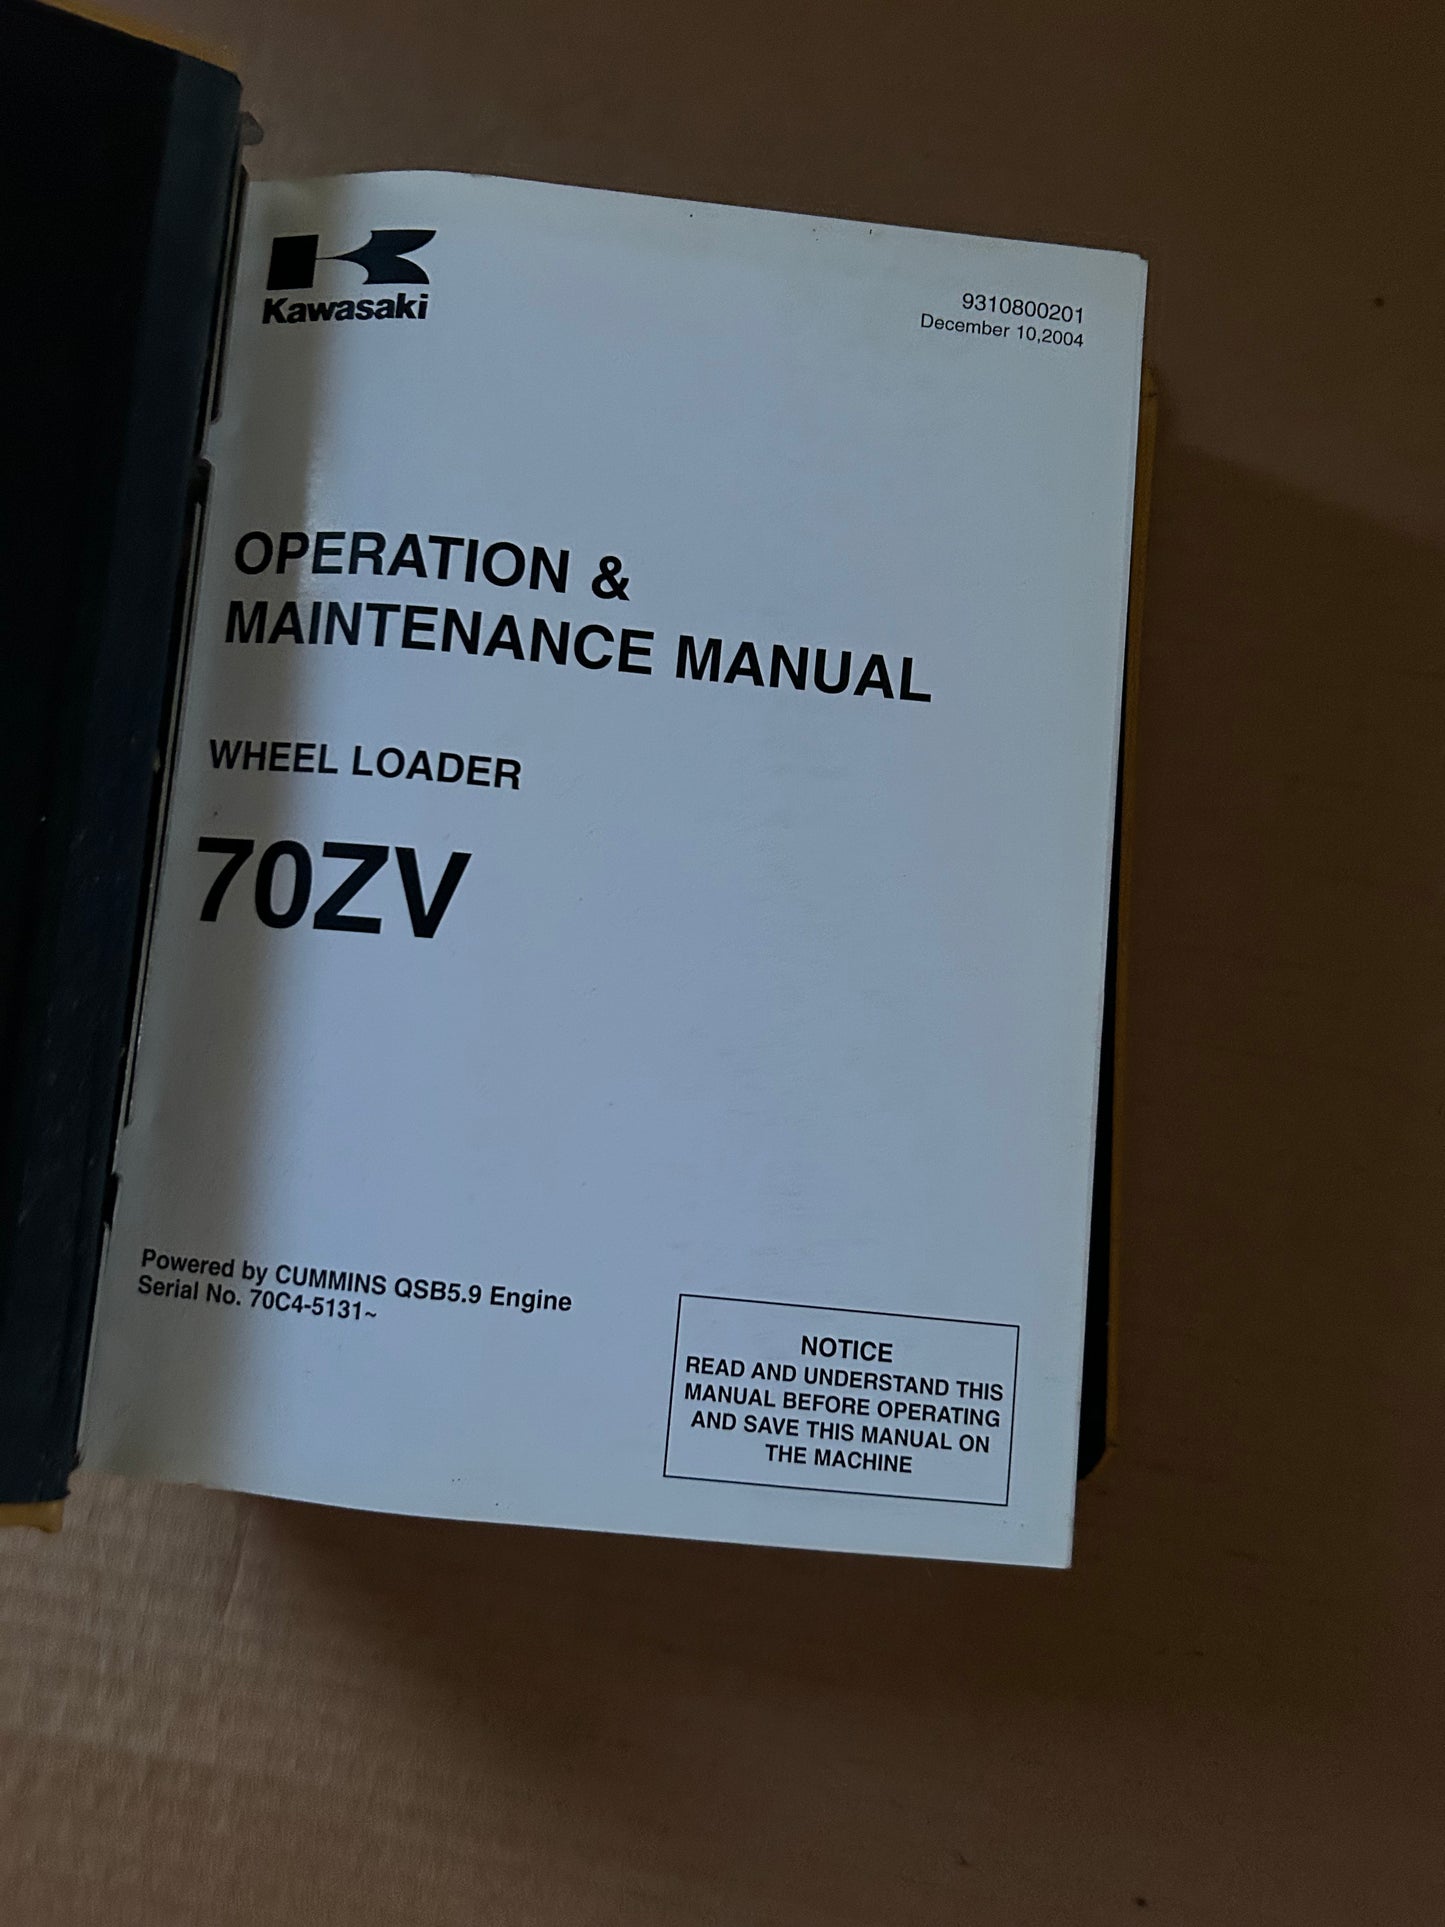 Kawasaki
9310800201
December 10,2004
OPERATION &
MAINTENANCE MANUAL
WHEEL LOADER
70ZV
Powered by CUMMINS QSB5.9 Engine
Serial No. 70C4-5131~
NOTICE
READ AND UNDERSTAND THIS
MANUAL BEFORE OPERATING
AND SAVE THIS MANUAL ON
THE MACHINE